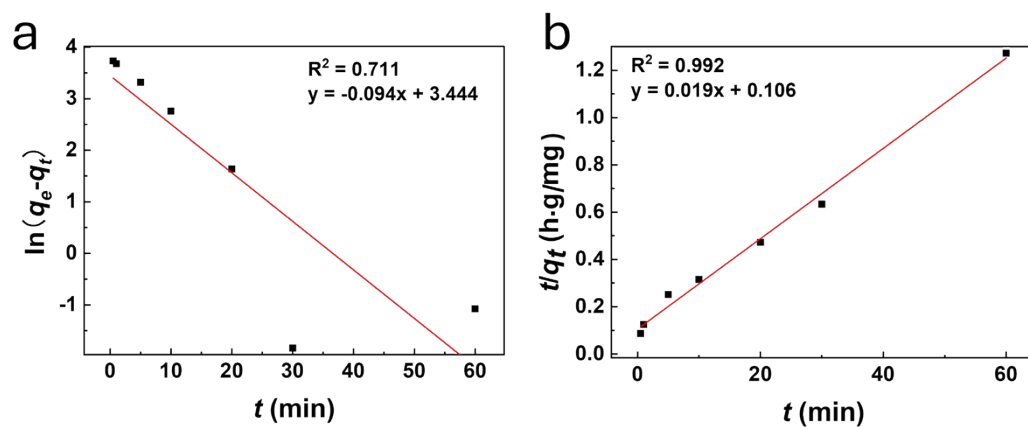 a
R² = 0.711
y = -0.094x + 3.444
4
3
2
1
0
-1
0
10
20
30
40
50
60
ln(qe-qt)
t (min)
b
R² = 0.992
y = 0.019x + 0.106
1.2
1.0
0.8
0.6
0.4
0.2
0.0
0
20
40
60
t/qt (h·g/mg)
t (min)